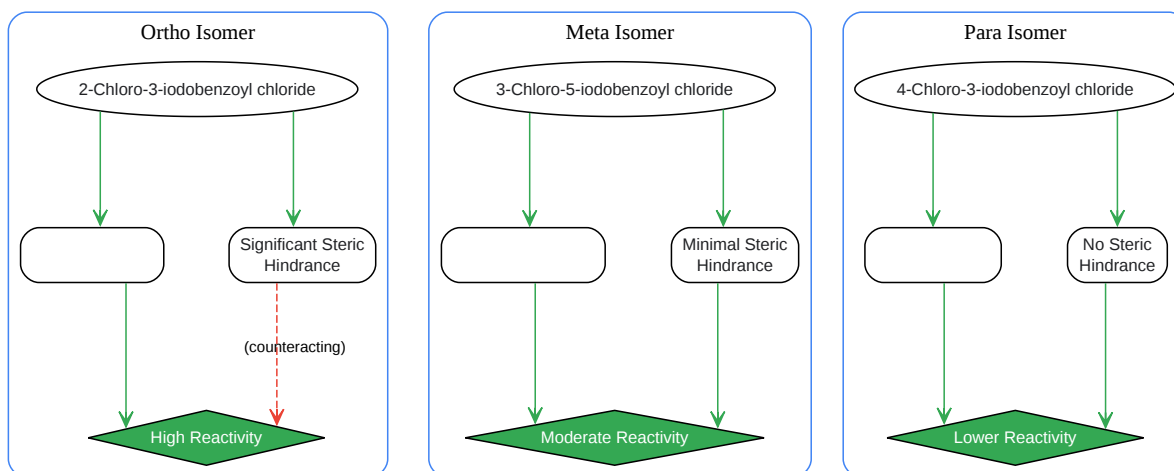 Ortho Isomer
2-Chloro-3-iodobenzoyl chloride
Significant Steric
Hindrance
(counteracting)
High Reactivity
Meta Isomer
3-Chloro-5-iodobenzoyl chloride
Minimal Steric
Hindrance
Moderate Reactivity
Para Isomer
4-Chloro-3-iodobenzoyl chloride
No Steric
Hindrance
Lower Reactivity